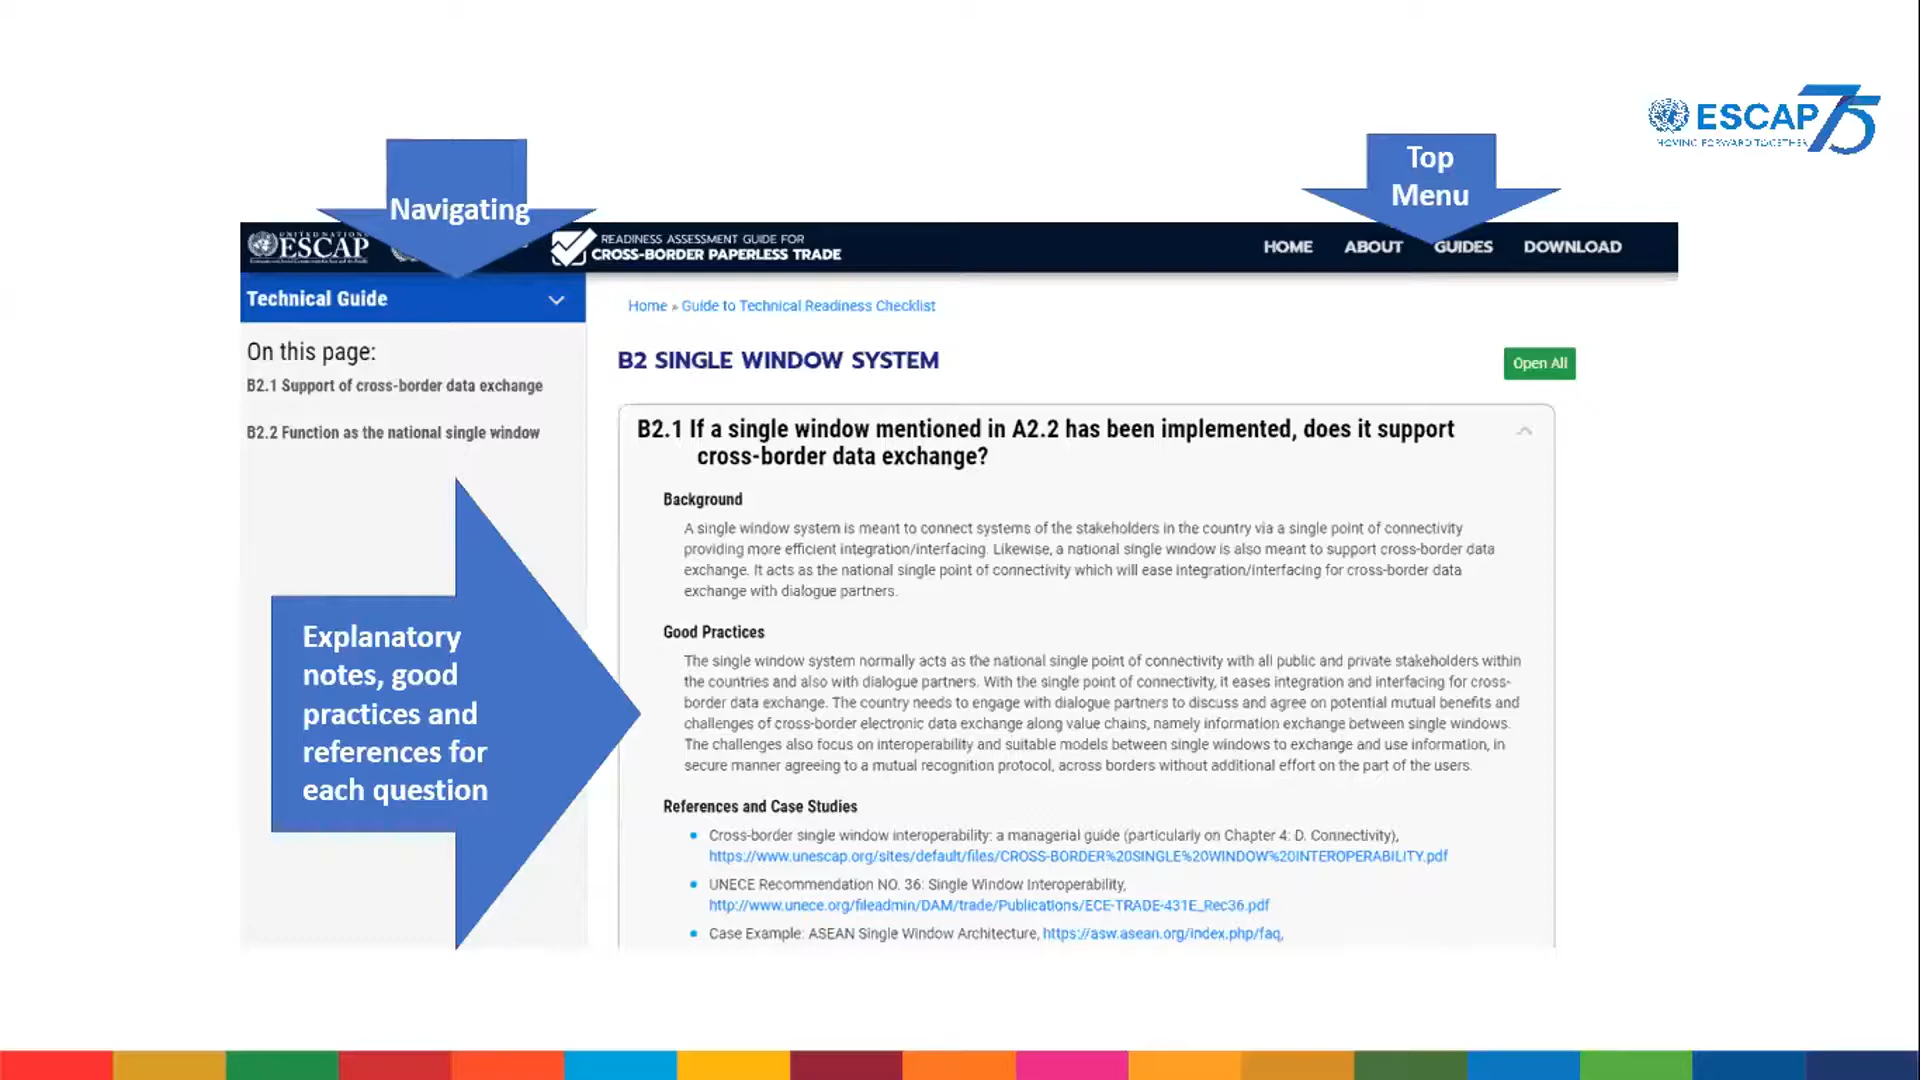 ESCAP 75
MOVING FORWARD TOGETHER
Top
Menu
Navigating
UNITED NATIONS
ESCAP
READINESS ASSESSMENT GUIDE FOR
CROSS-BORDER PAPERLESS TRADE
HOME ABOUT GUIDES DOWNLOAD
Technical Guide
On this page:
B2.1 Support of cross-border data exchange
B2.2 Function as the national single window
Explanatory
notes, good
practices and
references for
each question
Home » Guide to Technical Readiness Checklist
B2 SINGLE WINDOW SYSTEM
Open All
B2.1 If a single window mentioned in A2.2 has been implemented, does it support
cross-border data exchange?
Background
A single window system is meant to connect systems of the stakeholders in the country via a single point of connectivity
providing more efficient integration/interfacing. Likewise, a national single window is also meant to support cross-border data
exchange. It acts as the national single point of connectivity which will ease integration/interfacing for cross-border data
exchange with dialogue partners.
Good Practices
The single window system normally acts as the national single point of connectivity with all public and private stakeholders within
the countries and also with dialogue partners. With the single point of connectivity, it eases integration and interfacing for cross-
border data exchange. The country needs to engage with dialogue partners to discuss and agree on potential mutual benefits and
challenges of cross-border electronic data exchange along value chains, namely information exchange between single windows.
The challenges also focus on interoperability and suitable models between single windows to exchange and use information, in
secure manner agreeing to a mutual recognition protocol, across borders without additional effort on the part of the users.
References and Case Studies
Cross-border single window interoperability: a managerial guide (particularly on Chapter 4: D. Connectivity),
https://www.unescap.org/sites/default/files/CROSS-BORDER%20SINGLE%20WINDOW%20INTEROPERABILITY.pdf
UNECE Recommendation NO. 36: Single Window Interoperability,
http://www.unece.org/fileadmin/DAM/trade/Publications/ECE-TRADE-431E_Rec36.pdf
Case Example: ASEAN Single Window Architecture, https://asw.asean.org/index.php/faq,